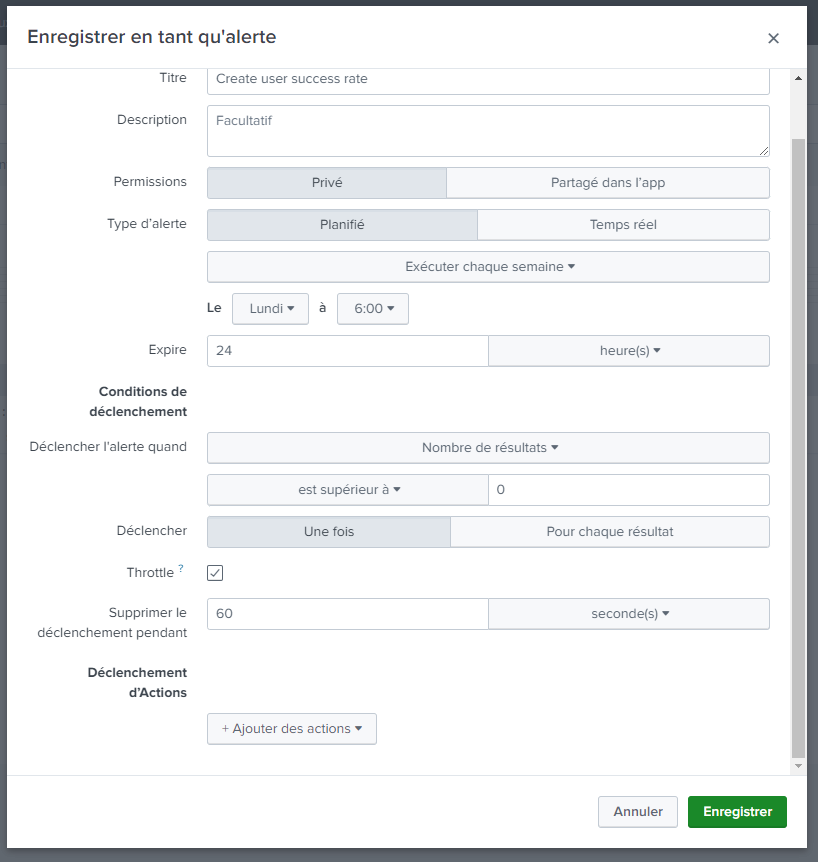 Enregistrer en tant qu'alerte
Titre Create user success rate
Description Facultatif
Permissions Privé Partagé dans l'app
Type d'alerte Planifié Temps réel
Exécuter chaque semaine
Le Lundi à 6:00
Expire 24 heure(s)
Conditions de
déclenchement
Déclencher l'alerte quand Nombre de résultats
est supérieur à 0
Déclencher Une fois Pour chaque résultat
Throttle ?
Supprimer le
déclenchement pendant 60 seconde(s)
Déclenchement
d'Actions
+ Ajouter des actions
Annuler Enregistrer